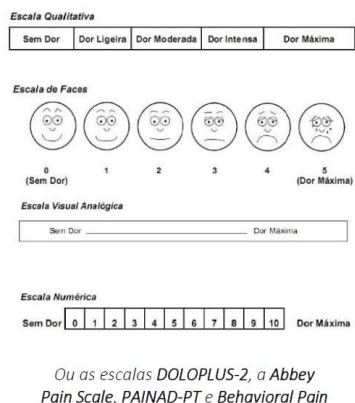 Escala Qualitativa
Sem Dor Dor Ligeira Dor Moderada Dor Intensa Dor Máxima
Escala de Faces
0 1 2 3 4 5
(Sem Dor) (Dor Máxima)
Escala Visual Analógica
Sem Dor Dor Máxima
Escala Numérica
Sem Dor 0 1 2 3 4 5 6 7 8 9 10 Dor Máxima
Ou as escalas DOLOPLUS-2, a Abbey
Pain Scale, PAINAD-PT e Behavioral Pain